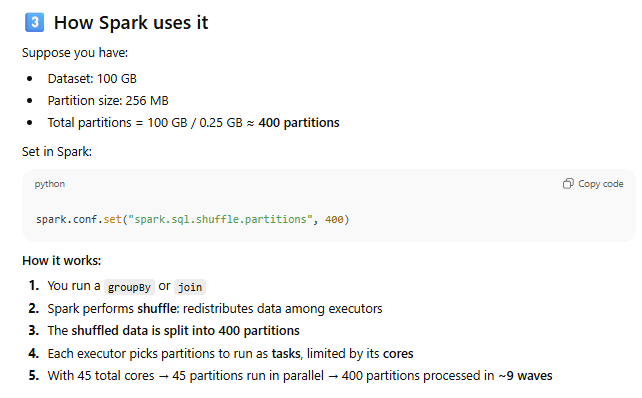 3 How Spark uses it
Suppose you have:
• Dataset: 100 GB
• Partition size: 256 MB
• Total partitions = 100 GB / 0.25 GB ≈ 400 partitions
Set in Spark:
python
Copy code
spark.conf.set("spark.sql.shuffle.partitions", 400)
How it works:
1. You run a groupBy or join
2. Spark performs shuffle: redistributes data among executors
3. The shuffled data is split into 400 partitions
4. Each executor picks partitions to run as tasks, limited by its cores
5. With 45 total cores → 45 partitions run in parallel → 400 partitions processed in ~9 waves